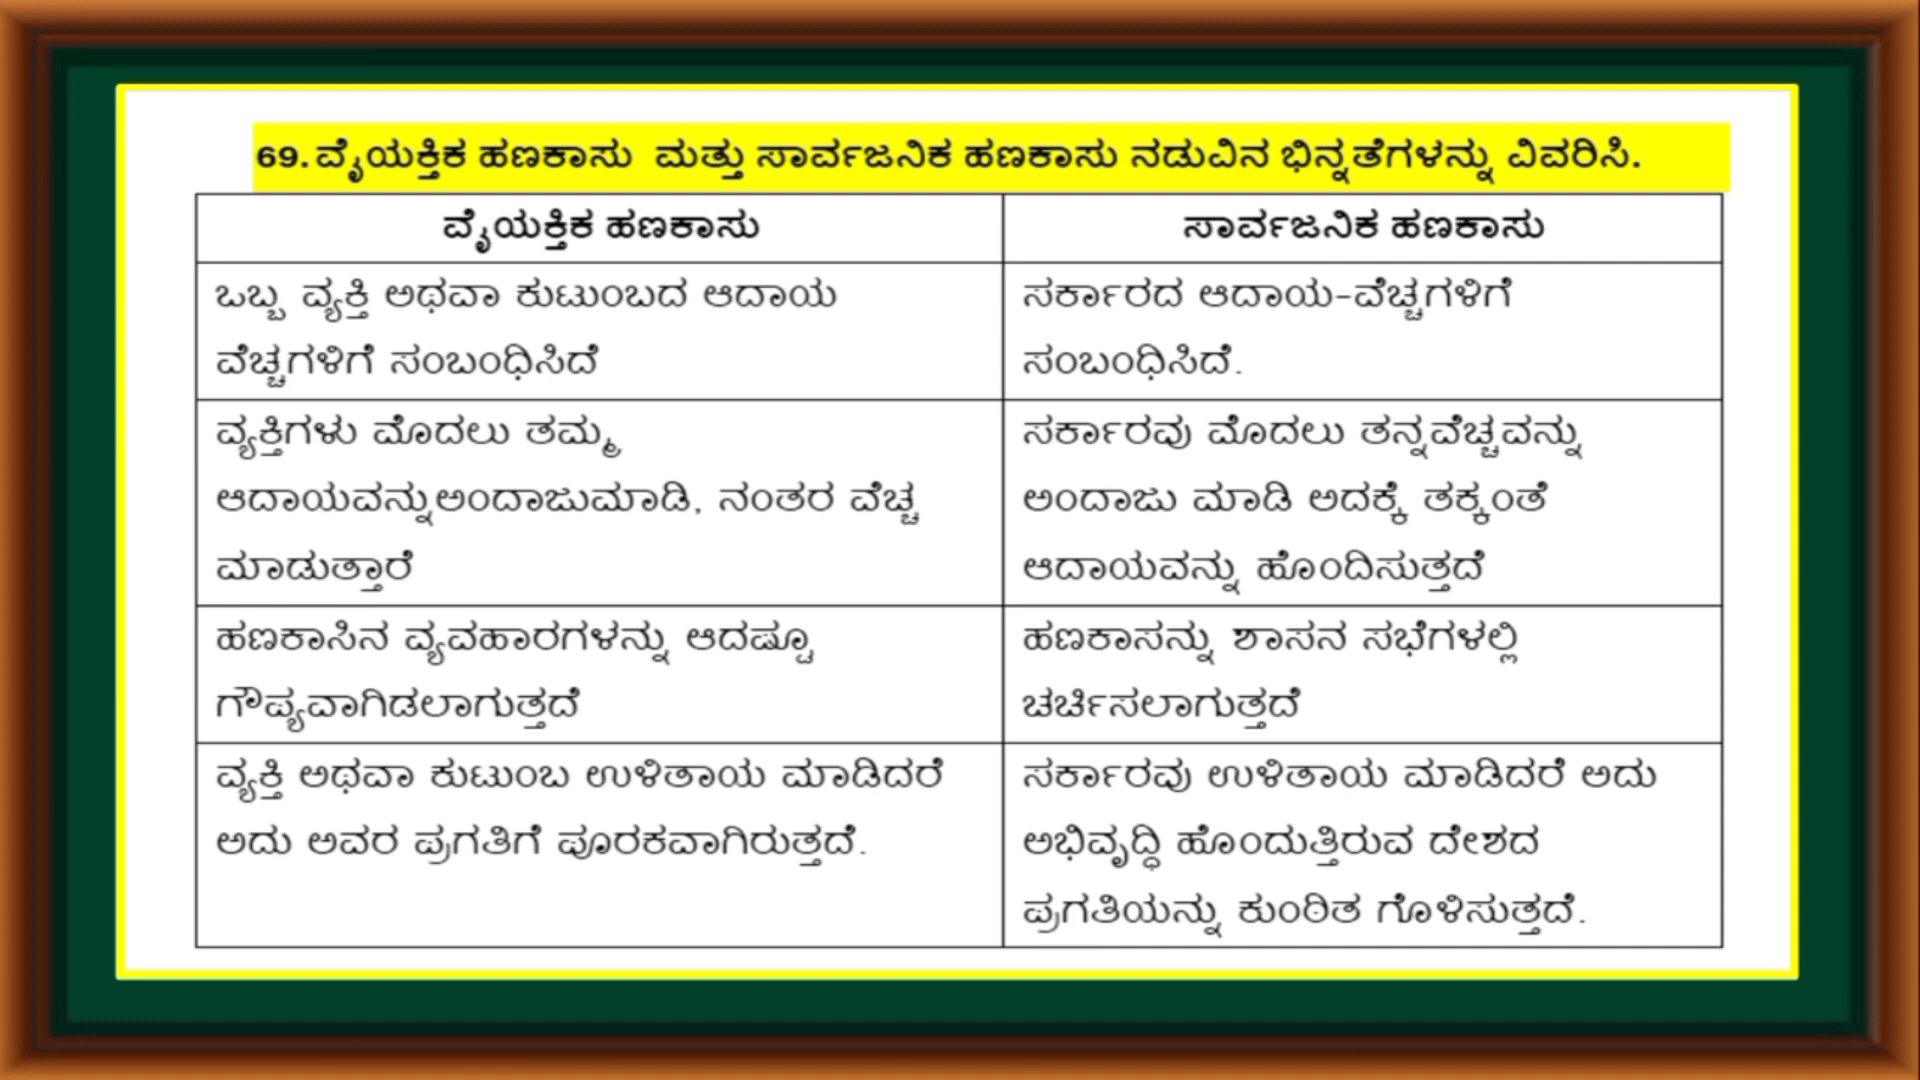 69. ವೈಯಕ್ತಿಕ ಹಣಕಾಸು ಮತ್ತು ಸಾರ್ವಜನಿಕ ಹಣಕಾಸು ನಡುವಿನ ಭಿನ್ನತೆಗಳನ್ನು ವಿವರಿಸಿ.
ವೈಯಕ್ತಿಕ ಹಣಕಾಸು
ಸಾರ್ವಜನಿಕ ಹಣಕಾಸು
ಒಬ್ಬ ವ್ಯಕ್ತಿ ಅಥವಾ ಕುಟುಂಬದ ಆದಾಯ
ವೆಚ್ಚಗಳಿಗೆ ಸಂಬಂಧಿಸಿದೆ
ಸರ್ಕಾರದ ಆದಾಯ-ವೆಚ್ಚಗಳಿಗೆ
ಸಂಬಂಧಿಸಿದೆ.
ವ್ಯಕ್ತಿಗಳು ಮೊದಲು ತಮ್ಮ
ಆದಾಯವನ್ನುಅಂದಾಜುಮಾಡಿ, ನಂತರ ವೆಚ್ಚ
ಮಾಡುತ್ತಾರೆ
ಸರ್ಕಾರವು ಮೊದಲು ತನ್ನವೆಚ್ಚವನ್ನು
ಅಂದಾಜು ಮಾಡಿ ಅದಕ್ಕೆ ತಕ್ಕಂತೆ
ಆದಾಯವನ್ನು ಹೊಂದಿಸುತ್ತದೆ
ಹಣಕಾಸಿನ ವ್ಯವಹಾರಗಳನ್ನು ಆದಷ್ಟೂ
ಗೌಪ್ಯವಾಗಿಡಲಾಗುತ್ತದೆ
ಹಣಕಾಸನ್ನು ಶಾಸನ ಸಭೆಗಳಲ್ಲಿ
ಚರ್ಚಿಸಲಾಗುತ್ತದೆ
ವ್ಯಕ್ತಿ ಅಥವಾ ಕುಟುಂಬ ಉಳಿತಾಯ ಮಾಡಿದರೆ
ಅದು ಅವರ ಪ್ರಗತಿಗೆ ಪೂರಕವಾಗಿರುತ್ತದೆ.
ಸರ್ಕಾರವು ಉಳಿತಾಯ ಮಾಡಿದರೆ ಅದು
ಅಭಿವೃದ್ಧಿ ಹೊಂದುತ್ತಿರುವ ದೇಶದ
ಪ್ರಗತಿಯನ್ನು ಕುಂಠಿತ ಗೊಳಿಸುತ್ತದೆ.